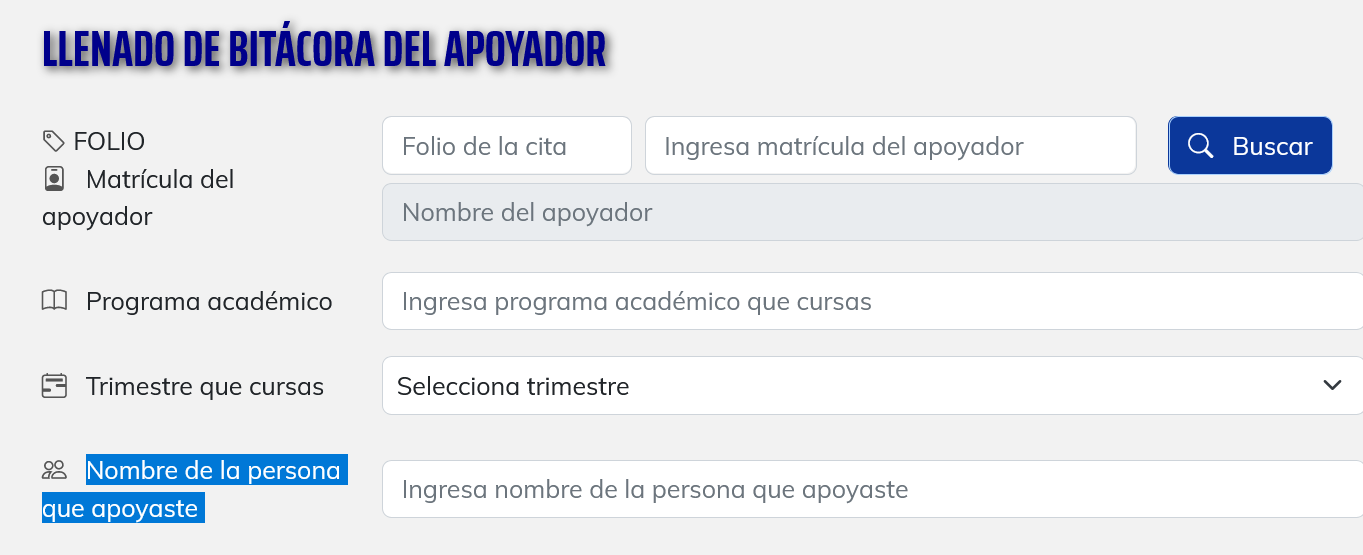 LLENADO DE BITÁCORA DEL APOYADOR
FOLIO
Matrícula del
apoyador
Folio de la cita
Ingresa matrícula del apoyador
Buscar
Nombre del apoyador
Programa académico
Ingresa programa académico que cursas
Trimestre que cursas
Selecciona trimestre
Nombre de la persona
que apoyaste
Ingresa nombre de la persona que apoyaste